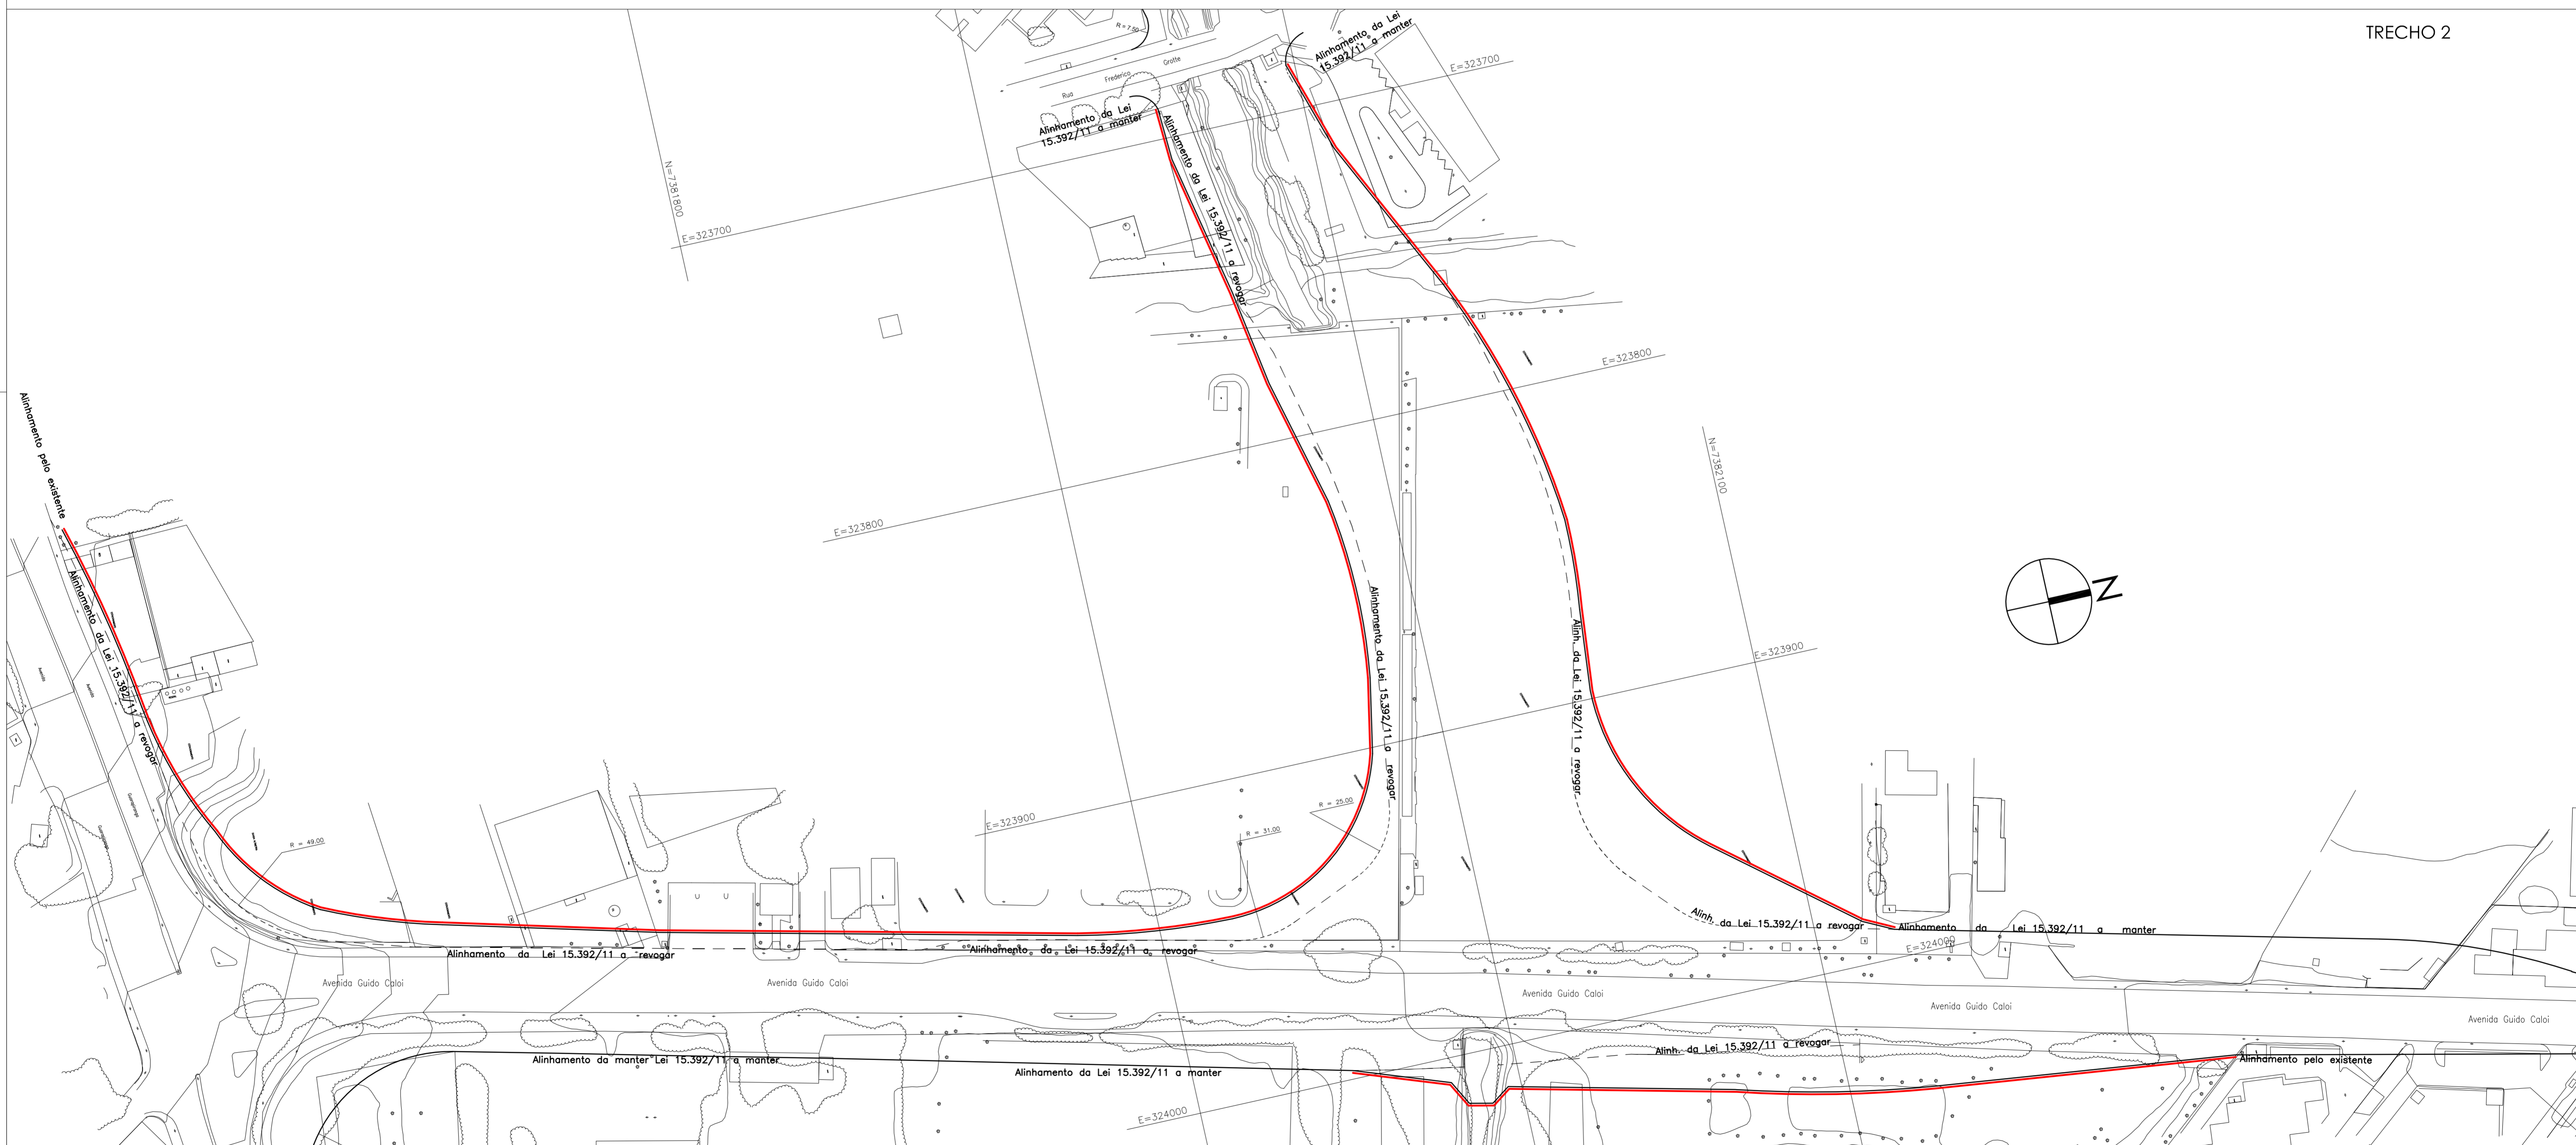 TRECHO 2
R = 7.50
Alinhamento da Lei
15.392/11 a manter
Rua Frederico Grotte
E=323700
Alinhamento da Lei
15.392/11 a manter
N=7381800
E=323700
Alinhamento da Lei 15.392/11 a revogar
E=323800
Alinhamento pelo existente
N=7382100
E=323800
N
Alinhamento da Lei 15.392/11 a revogar
Alinhamento da Lei 15.392/11 a revogar
Alinh. da Lei 15.392/11 a revogar
E=323900
Avenida
Avenida
Guarapiranga
Guarapiranga
R = 49.00
E=323900
R = 25.00
R = 31.00
Alinh. da Lei 15.392/11 a revogar
Alinhamento da Lei 15.392/11 a manter
E=324000
Alinhamento da Lei 15.392/11 a revogar
Alinhamento da Lei 15.392/11 a revogar
Avenida Guido Caloi
Avenida Guido Caloi
Avenida Guido Caloi
Avenida Guido Caloi
Avenida Guido Caloi
Alinhamento da manter Lei 15.392/11 a manter
Alinhamento da Lei 15.392/11 a manter
Alinh. da Lei 15.392/11 a revogar
Alinhamento pelo existente
E=324000